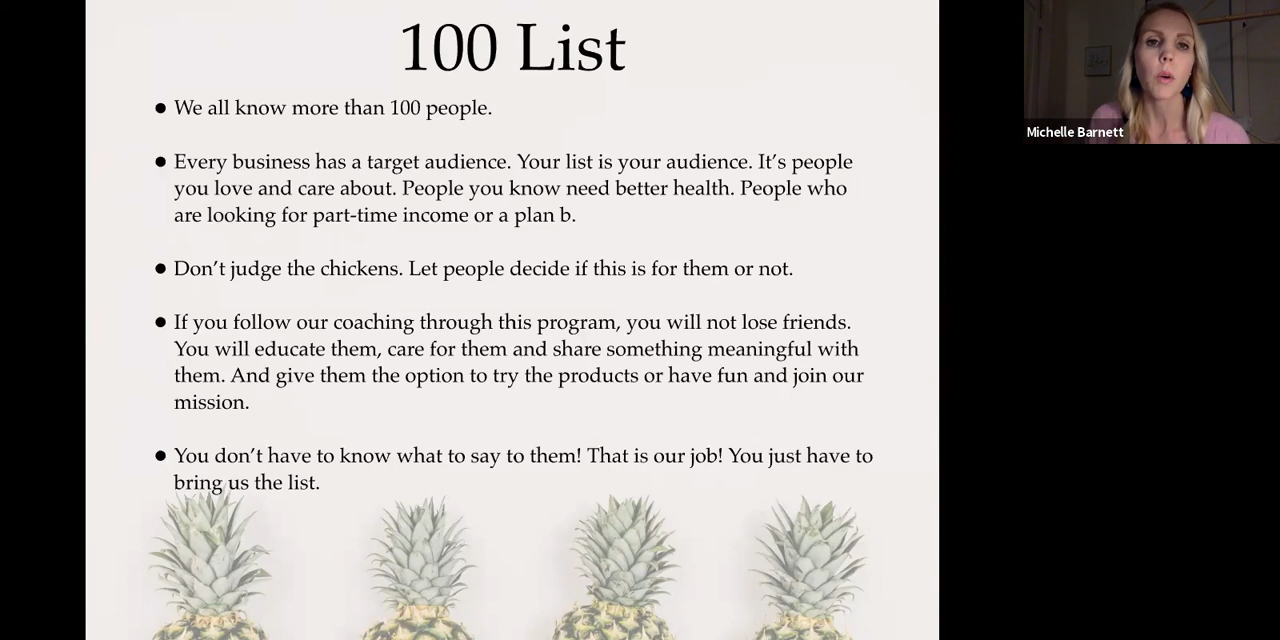 100 List
● We all know more than 100 people.
● Every business has a target audience. Your list is your audience. It’s people
you love and care about. People you know need better health. People who
are looking for part-time income or a plan b.
● Don’t judge the chickens. Let people decide if this is for them or not.
● If you follow our coaching through this program, you will not lose friends.
You will educate them, care for them and share something meaningful with
them. And give them the option to try the products or have fun and join our
mission.
● You don’t have to know what to say to them! That is our job! You just have to
bring us the list.
Michelle Barnett